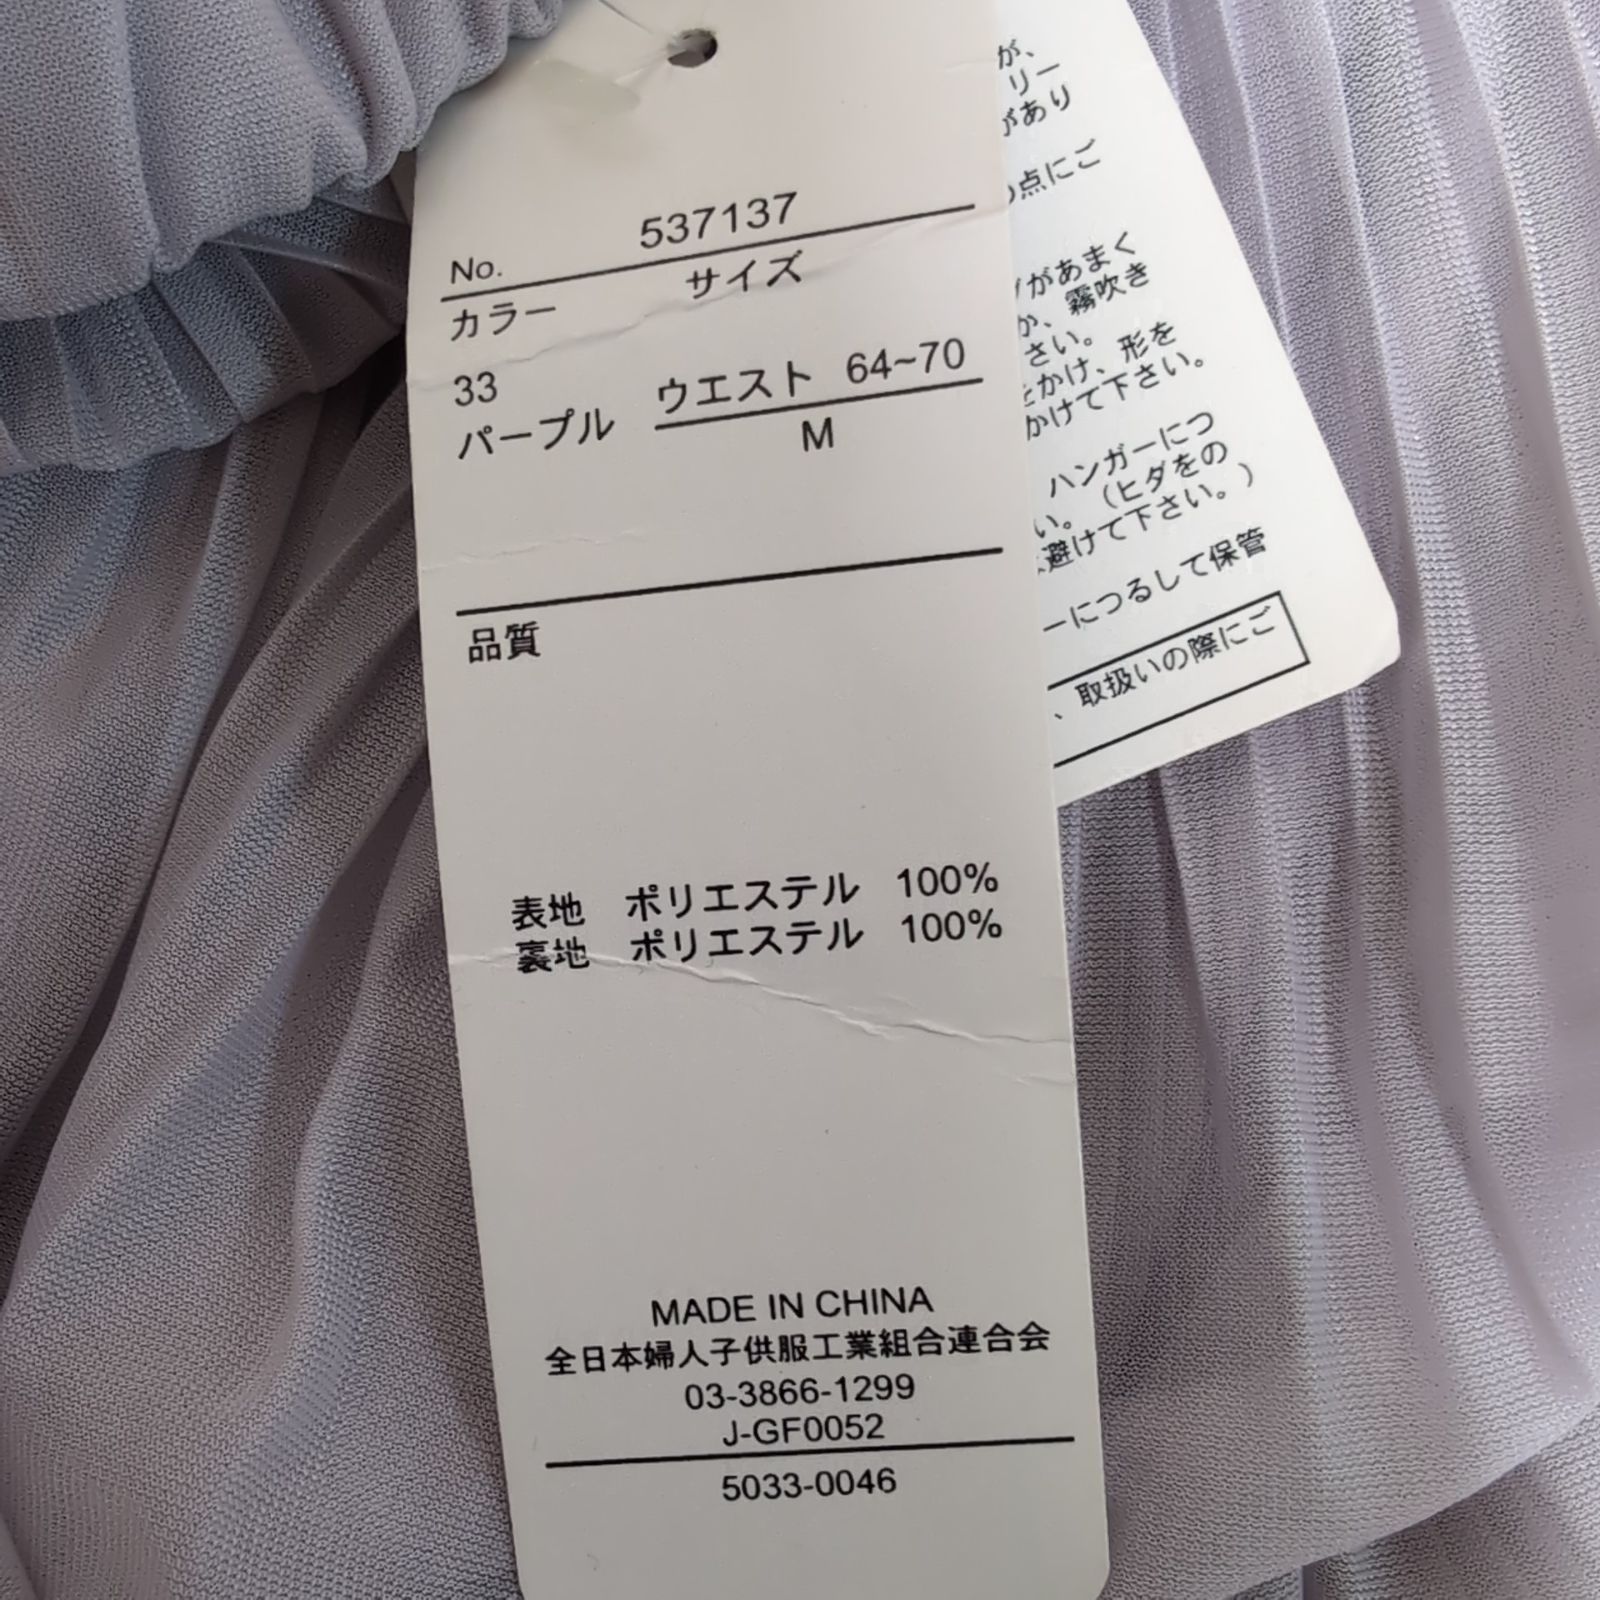 No. 537137
カラー サイズ
33 ウエスト 64~70
パープル M
品質
表地 ポリエステル 100%
裏地 ポリエステル 100%
MADE IN CHINA
全日本婦人子供服工業組合連合会
03-3866-1299
J-GF0052
5033-0046
が、
リー
があり
点にご
があまく
か、霧吹き
さい。
をかけ、形を
かけて下さい。
ハンガーにつ
い。(ヒダをの
避けて下さい。)
ーにつるして保管
、取扱いの際にご